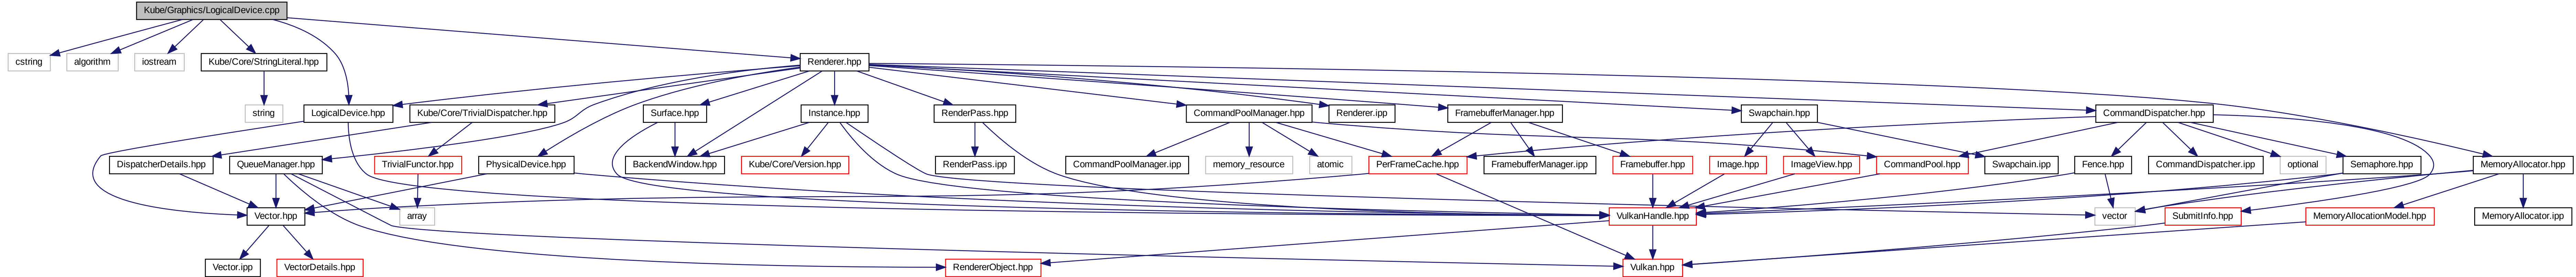 Kube/Graphics/LogicalDevice.cpp
cstring
algorithm
iostream
Kube/Core/StringLiteral.hpp
Renderer.hpp
string
LogicalDevice.hpp
Kube/Core/TrivialDispatcher.hpp
Surface.hpp
Instance.hpp
RenderPass.hpp
CommandPoolManager.hpp
Renderer.ipp
FramebufferManager.hpp
Swapchain.hpp
CommandDispatcher.hpp
DispatcherDetails.hpp
QueueManager.hpp
TrivialFunctor.hpp
PhysicalDevice.hpp
BackendWindow.hpp
Kube/Core/Version.hpp
RenderPass.ipp
CommandPoolManager.ipp
memory_resource
atomic
PerFrameCache.hpp
FramebufferManager.ipp
Framebuffer.hpp
Image.hpp
ImageView.hpp
CommandPool.hpp
Swapchain.ipp
Fence.hpp
CommandDispatcher.ipp
optional
Semaphore.hpp
MemoryAllocator.hpp
Vector.hpp
array
VulkanHandle.hpp
vector
SubmitInfo.hpp
MemoryAllocationModel.hpp
MemoryAllocator.ipp
Vector.ipp
VectorDetails.hpp
RendererObject.hpp
Vulkan.hpp